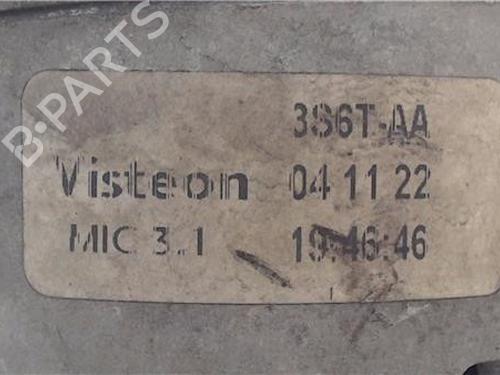 B-PARTS
3S6T-AA
Visteon 04 11 22
MIC 3.1 19:46:46